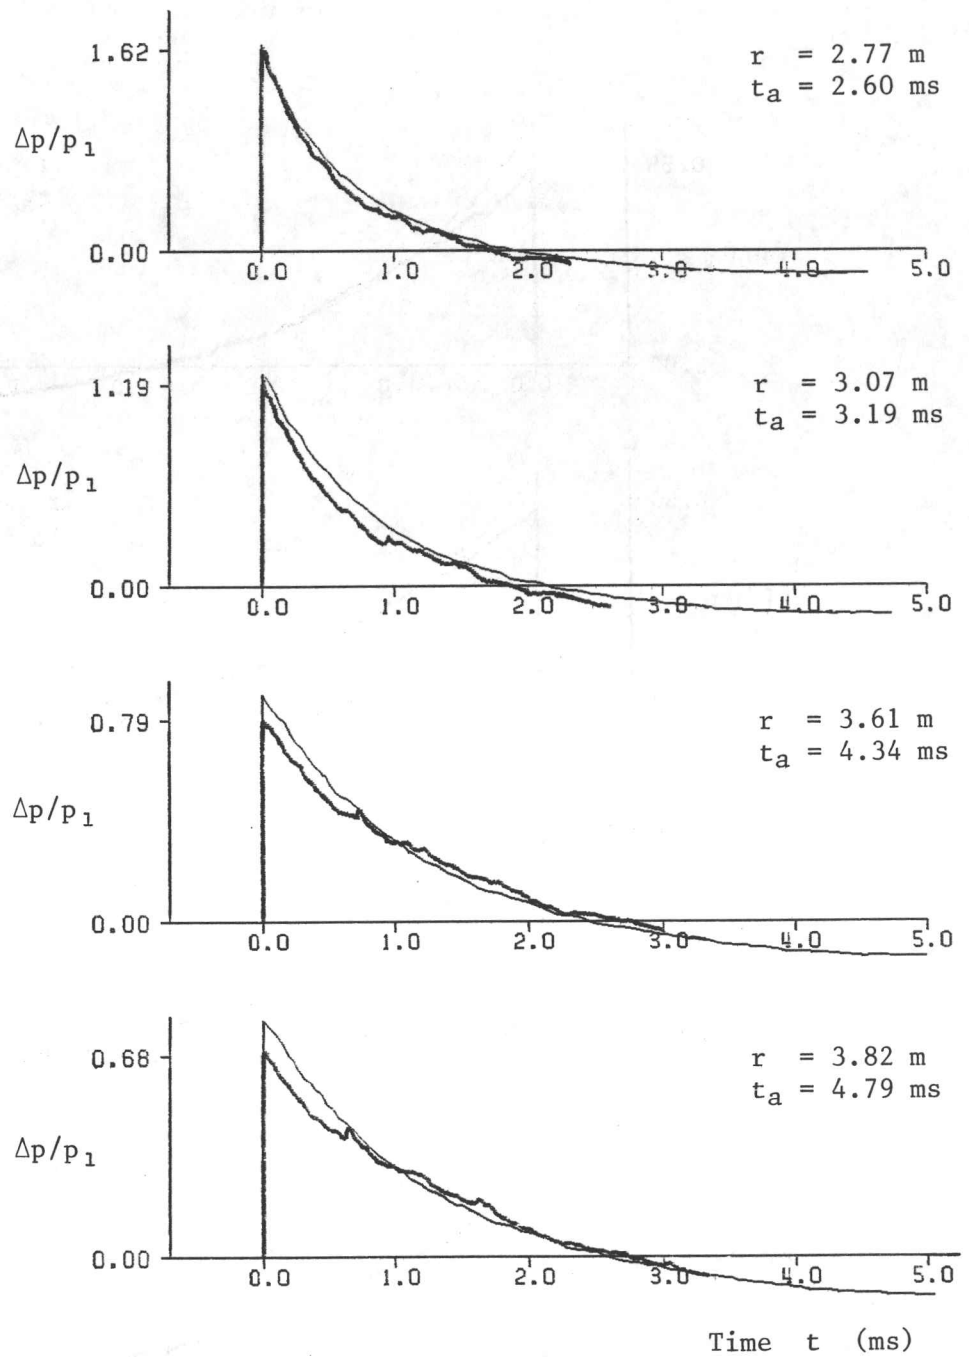 1.62
r = 2.77 m
tₐ = 2.60 ms
Δp/p₁
0.00
0.0 1.0 2.0 3.0 4.0 5.0
1.19
r = 3.07 m
tₐ = 3.19 ms
Δp/p₁
0.00
0.0 1.0 2.0 3.0 4.0 5.0
0.79
r = 3.61 m
tₐ = 4.34 ms
Δp/p₁
0.00
0.0 1.0 2.0 3.0 4.0 5.0
0.68
r = 3.82 m
tₐ = 4.79 ms
Δp/p₁
0.00
0.0 1.0 2.0 3.0 4.0 5.0
Time t (ms)